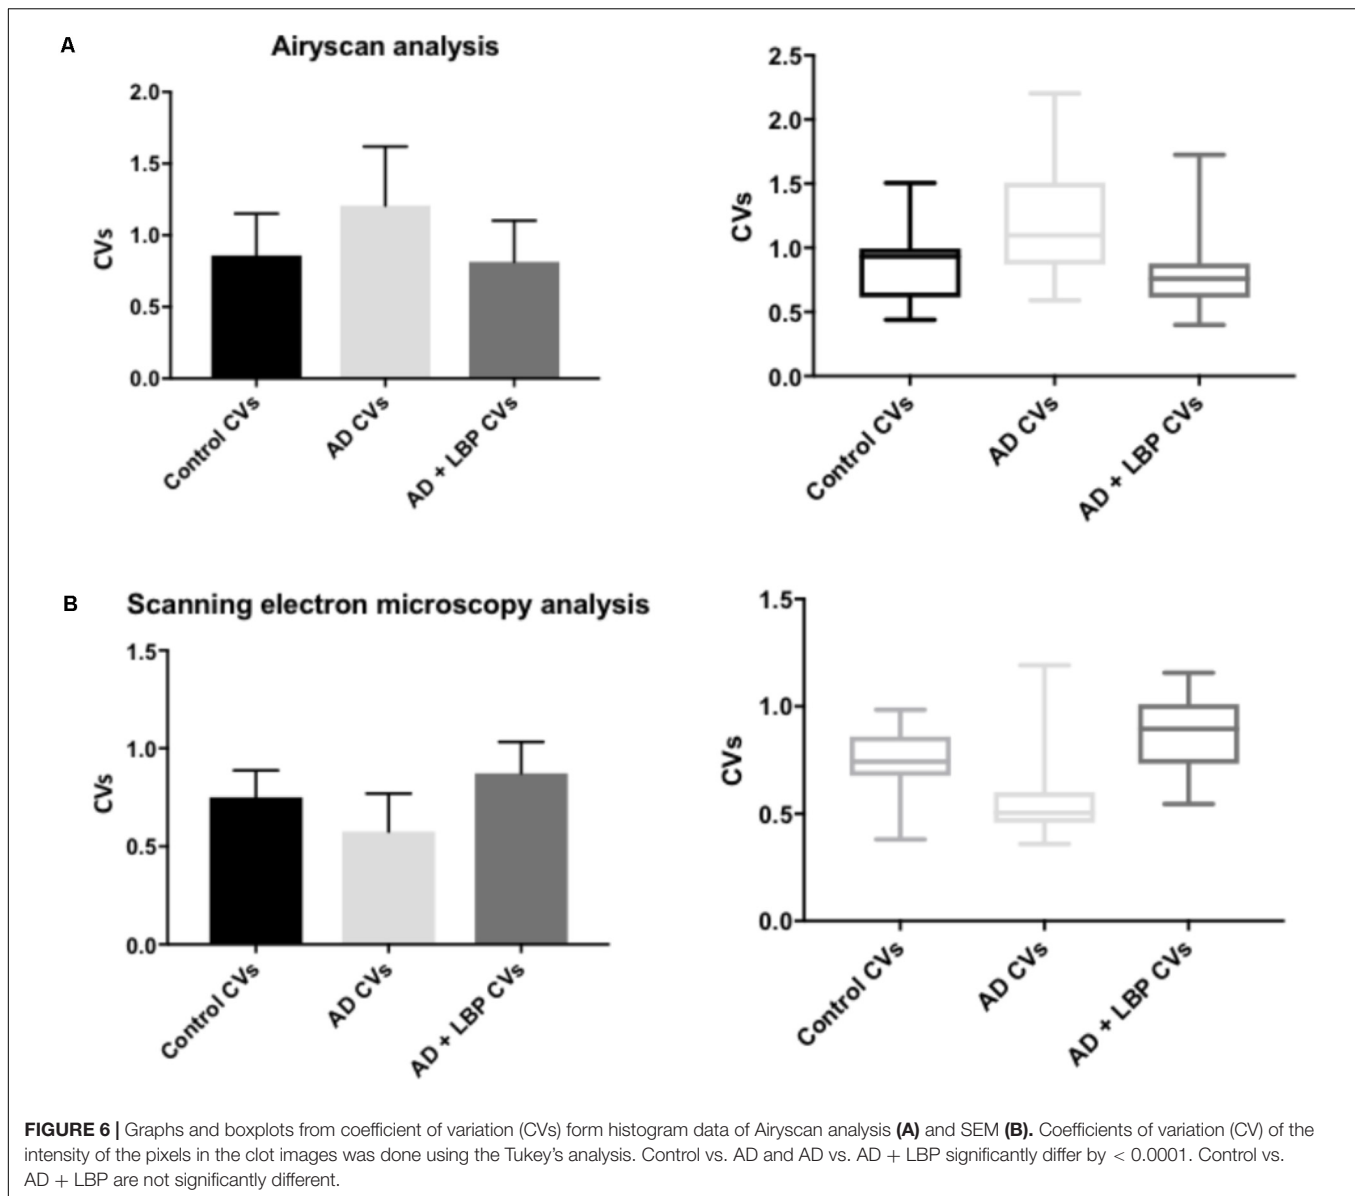 A
Airyscan analysis
CVs
2.0
1.5
1.0
0.5
0.0
Control CVs
AD CVs
AD + LBP CVs
CVs
2.5
2.0
1.5
1.0
0.5
0.0
Control CVs
AD CVs
AD + LBP CVs
B
Scanning electron microscopy analysis
CVs
1.5
1.0
0.5
0.0
Control CVs
AD CVs
AD + LBP CVs
CVs
1.5
1.0
0.5
0.0
Control CVs
AD CVs
AD + LBP CVs
FIGURE 6 | Graphs and boxplots from coefficient of variation (CVs) form histogram data of Airyscan analysis (A) and SEM (B). Coefficients of variation (CV) of the
intensity of the pixels in the clot images was done using the Tukey's analysis. Control vs. AD and AD vs. AD + LBP significantly differ by < 0.0001. Control vs.
AD + LBP are not significantly different.